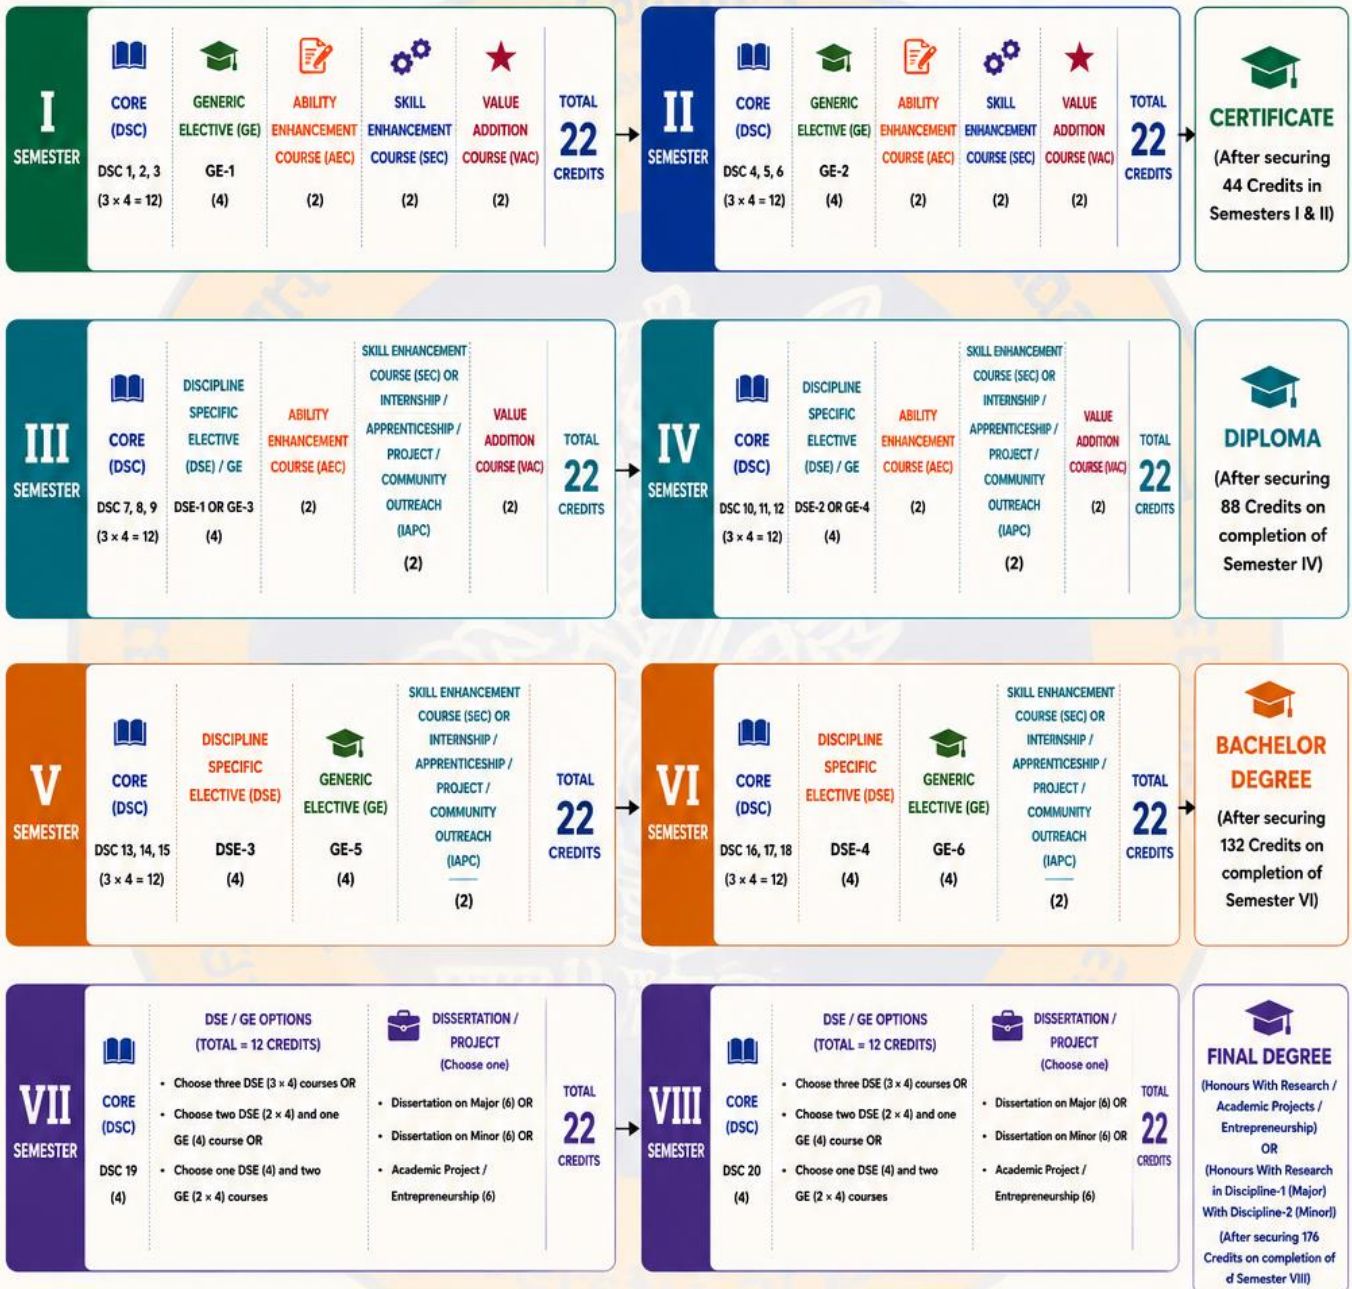 I
SEMESTER
CORE
(DSC)
DSC 1, 2, 3
(3 × 4 = 12)
GENERIC
ELECTIVE (GE)
GE-1
(4)
ABILITY
ENHANCEMENT
COURSE (AEC)
(2)
SKILL
ENHANCEMENT
COURSE (SEC)
(2)
VALUE
ADDITION
COURSE (VAC)
(2)
TOTAL
22
CREDITS
II
SEMESTER
CORE
(DSC)
DSC 4, 5, 6
(3 × 4 = 12)
GENERIC
ELECTIVE (GE)
GE-2
(4)
ABILITY
ENHANCEMENT
COURSE (AEC)
(2)
SKILL
ENHANCEMENT
COURSE (SEC)
(2)
VALUE
ADDITION
COURSE (VAC)
(2)
TOTAL
22
CREDITS
CERTIFICATE
(After securing
44 Credits in
Semesters I & II)
III
SEMESTER
CORE
(DSC)
DSC 7, 8, 9
(3 × 4 = 12)
DISCIPLINE
SPECIFIC
ELECTIVE
(DSE) / GE
DSE-1 OR GE-3
(4)
ABILITY
ENHANCEMENT
COURSE (AEC)
(2)
SKILL ENHANCEMENT
COURSE (SEC) OR
INTERNSHIP /
APPRENTICESHIP /
PROJECT /
COMMUNITY
OUTREACH
(IAPC)
(2)
VALUE
ADDITION
COURSE (VAC)
(2)
TOTAL
22
CREDITS
IV
SEMESTER
CORE
(DSC)
DSC 10, 11, 12
(3 × 4 = 12)
DISCIPLINE
SPECIFIC
ELECTIVE
(DSE) / GE
DSE-2 OR GE-4
(4)
ABILITY
ENHANCEMENT
COURSE (AEC)
(2)
SKILL ENHANCEMENT
COURSE (SEC) OR
INTERNSHIP /
APPRENTICESHIP /
PROJECT /
COMMUNITY
OUTREACH
(IAPC)
(2)
VALUE
ADDITION
COURSE (VAC)
(2)
TOTAL
22
CREDITS
DIPLOMA
(After securing
88 Credits on
completion of
Semester IV)
V
SEMESTER
CORE
(DSC)
DSC 13, 14, 15
(3 × 4 = 12)
DISCIPLINE
SPECIFIC
ELECTIVE (DSE)
DSE-3
(4)
GENERIC
ELECTIVE (GE)
GE-5
(4)
SKILL ENHANCEMENT
COURSE (SEC) OR
INTERNSHIP /
APPRENTICESHIP /
PROJECT /
COMMUNITY
OUTREACH
(IAPC)
(2)
TOTAL
22
CREDITS
VI
SEMESTER
CORE
(DSC)
DSC 16, 17, 18
(3 × 4 = 12)
DISCIPLINE
SPECIFIC
ELECTIVE (DSE)
DSE-4
(4)
GENERIC
ELECTIVE (GE)
GE-6
(4)
SKILL ENHANCEMENT
COURSE (SEC) OR
INTERNSHIP /
APPRENTICESHIP /
PROJECT /
COMMUNITY
OUTREACH
(IAPC)
(2)
TOTAL
22
CREDITS
BACHELOR
DEGREE
(After securing
132 Credits on
completion of
Semester VI)
VII
SEMESTER
CORE
(DSC)
DSC 19
(4)
DSE / GE OPTIONS
(TOTAL = 12 CREDITS)
• Choose three DSE (3 × 4) courses OR
• Choose two DSE (2 × 4) and one
GE (4) course OR
• Choose one DSE (4) and two
GE (2 × 4) courses
DISSERTATION /
PROJECT
(Choose one)
• Dissertation on Major (6) OR
• Dissertation on Minor (6) OR
• Academic Project /
Entrepreneurship (6)
TOTAL
22
CREDITS
VIII
SEMESTER
CORE
(DSC)
DSC 20
(4)
DSE / GE OPTIONS
(TOTAL = 12 CREDITS)
• Choose three DSE (3 × 4) courses OR
• Choose two DSE (2 × 4) and one
GE (4) course OR
• Choose one DSE (4) and two
GE (2 × 4) courses
DISSERTATION /
PROJECT
(Choose one)
• Dissertation on Major (6) OR
• Dissertation on Minor (6) OR
• Academic Project /
Entrepreneurship (6)
TOTAL
22
CREDITS
FINAL DEGREE
(Honours With Research /
Academic Projects /
Entrepreneurship)
OR
(Honours With Research
in Discipline-1 (Major)
With Discipline-2 (Minor))
(After securing 176
Credits on completion of
d Semester VIII)